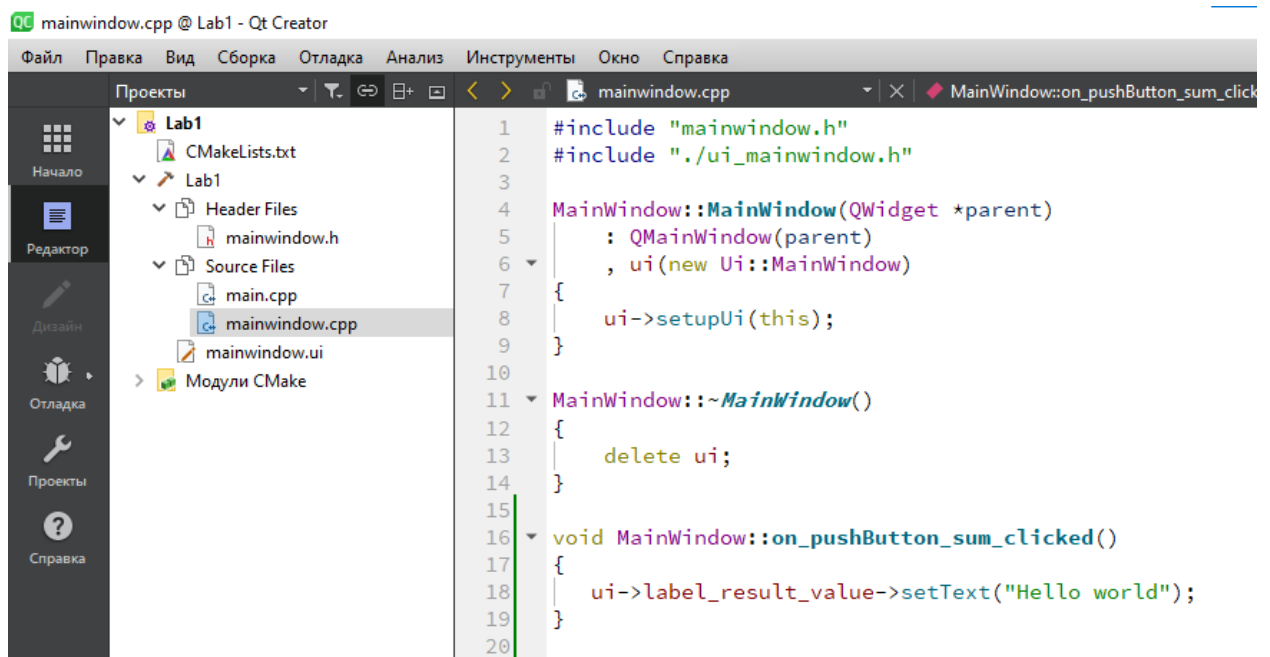 QC mainwindow.cpp @ Lab1 - Qt Creator
Файл Правка Вид Сборка Отладка Анализ Инструменты Окно Справка
Проекты mainwindow.cpp MainWindow::on_pushButton_sum_click
Начало
Редактор
Дизайн
Отладка
Проекты
Справка
Lab1
CMakeLists.txt
Lab1
Header Files
mainwindow.h
Source Files
main.cpp
mainwindow.cpp
mainwindow.ui
Модули CMake
1 #include "mainwindow.h"
2 #include "./ui_mainwindow.h"
3
4 MainWindow::MainWindow(QWidget *parent)
5 : QMainWindow(parent)
6 , ui(new Ui::MainWindow)
7 {
8 ui->setupUi(this);
9 }
10
11 MainWindow::~MainWindow()
12 {
13 delete ui;
14 }
15
16 void MainWindow::on_pushButton_sum_clicked()
17 {
18 ui->label_result_value->setText("Hello world");
19 }
20